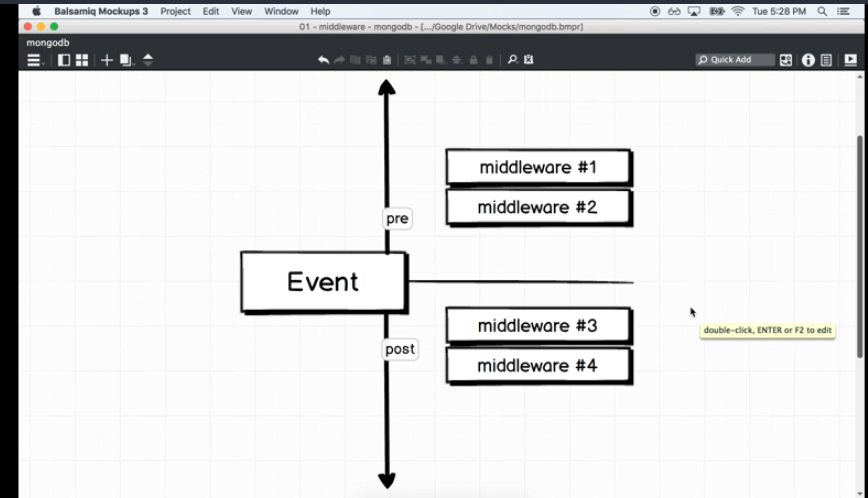 Balsamiq Mockups 3 Project Edit View Window Help Tue 5:28 PM
01 - middleware - mongodb - [.../Google Drive/Mocks/mongodb.bmpr]
mongodb
Quick Add
middleware #1
middleware #2
pre
Event
middleware #3
double-click, ENTER or F2 to edit
post
middleware #4